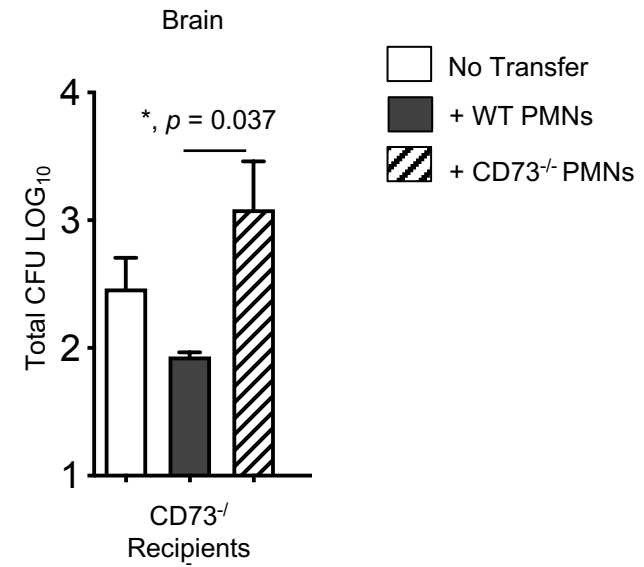 Brain
No Transfer
+ WT PMNs
+ CD73-/- PMNs
*, p = 0.037
Total CFU LOG10
4
3
2
1
CD73-/
Recipients